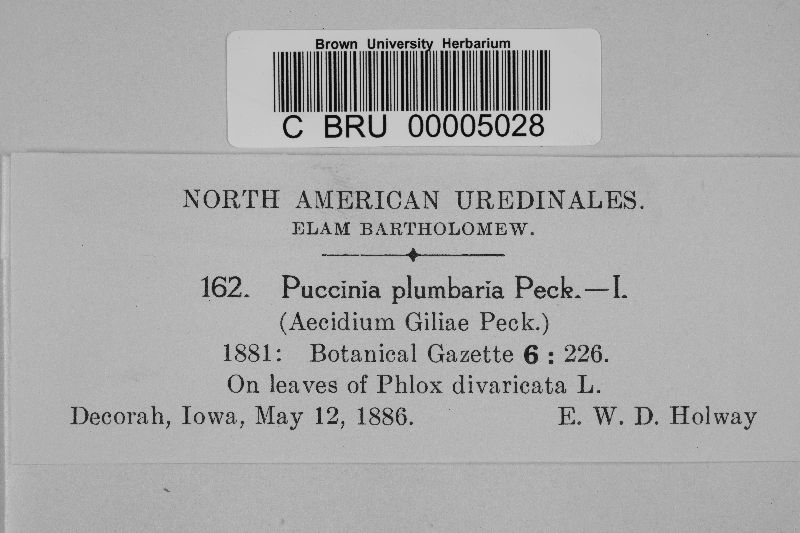 Brown University Herbarium
C BRU 00005028
NORTH AMERICAN UREDINALES.
ELAM BARTHOLOMEW.
162. Puccinia plumbaria Peck.—I.
(Aecidium Giliae Peck.)
1881: Botanical Gazette 6 : 226.
On leaves of Phlox divaricata L.
Decorah, Iowa, May 12, 1886. E. W. D. Holway